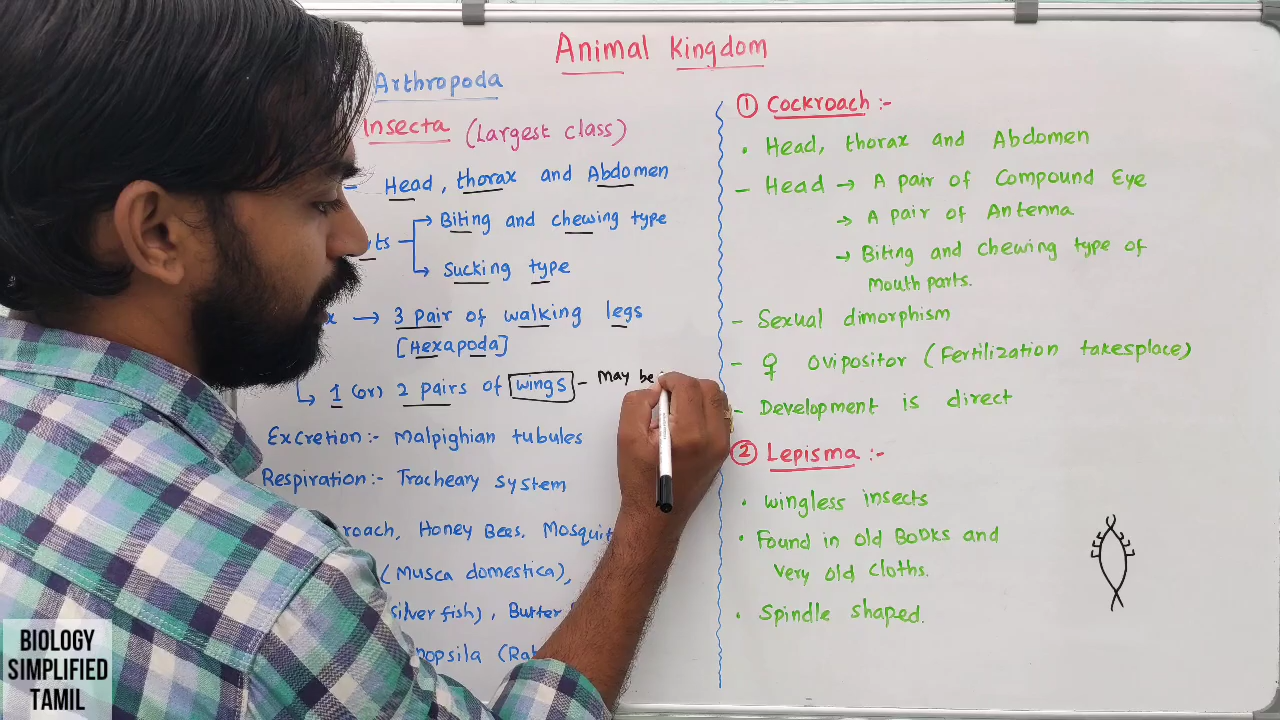 Animal Kingdom
Arthropoda
Insecta (Largest class)
– Head, thorax and Abdomen
ts → Biting and chewing type
→ Sucking type
x → 3 pair of walking legs
[Hexapoda]
↳ 1 (or) 2 pairs of wings – May be
Excretion:- Malpighian tubules
Respiration:- Tracheary system
roach, Honey Bees, Mosquit
(Musca domestica),
silver fish), Butter
① Cockroach :-
• Head, thorax and Abdomen
– Head → A pair of Compound Eye
→ A pair of Antenna
→ Biting and chewing type of
Mouth parts.
– Sexual dimorphism
– ♀ Ovipositor (Fertilization takesplace)
– Development is direct
② Lepisma :-
• wingless insects
• Found in old Books and
very old cloths.
• Spindle shaped.
BIOLOGY
SIMPLIFIED
TAMIL